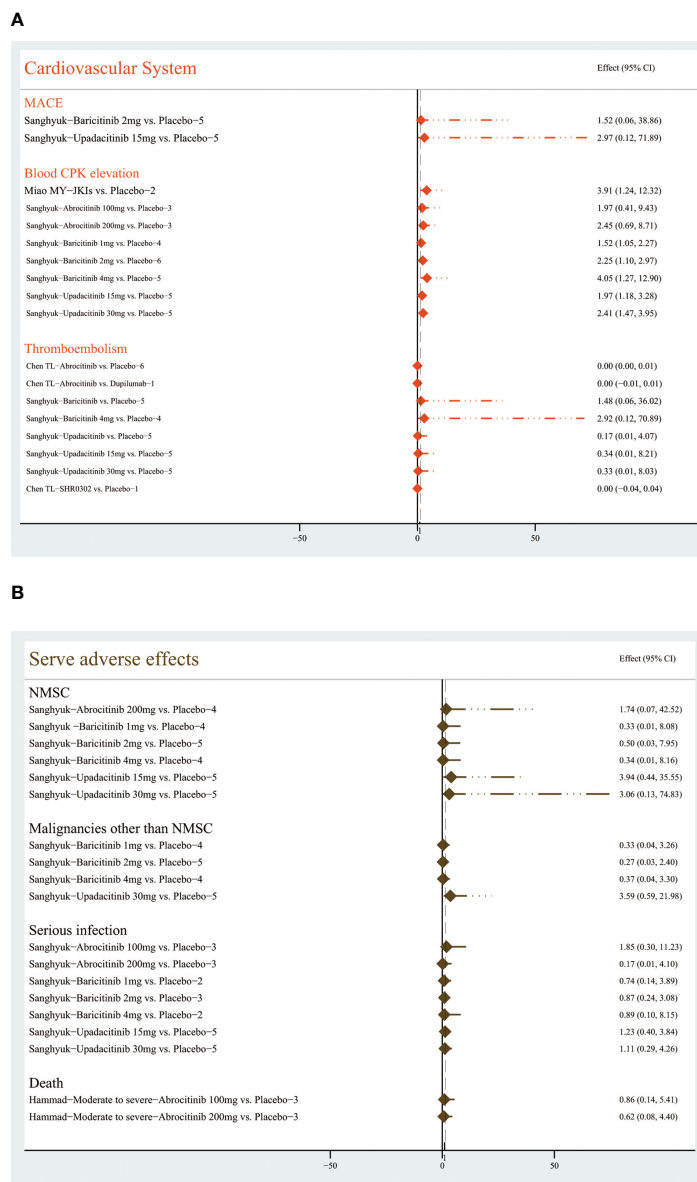 A
Cardiovascular System Effect (95% CI)
MACE
Sanghyuk−Baricitinib 2mg vs. Placebo−5 1.52 (0.06, 38.86)
Sanghyuk−Upadacitinib 15mg vs. Placebo−5 2.97 (0.12, 71.89)
Blood CPK elevation
Miao MY−JKIs vs. Placebo−2 3.91 (1.24, 12.32)
Sanghyuk−Abrocitinib 100mg vs. Placebo−3 1.97 (0.41, 9.43)
Sanghyuk−Abrocitinib 200mg vs. Placebo−3 2.45 (0.69, 8.71)
Sanghyuk−Baricitinib 1mg vs. Placebo−4 1.52 (1.05, 2.27)
Sanghyuk−Baricitinib 2mg vs. Placebo−6 2.25 (1.10, 2.97)
Sanghyuk−Baricitinib 4mg vs. Placebo−5 4.05 (1.27, 12.90)
Sanghyuk−Upadacitinib 15mg vs. Placebo−5 1.97 (1.18, 3.28)
Sanghyuk−Upadacitinib 30mg vs. Placebo−5 2.41 (1.47, 3.95)
Thromboembolism
Chen TL−Abrocitinib vs. Placebo−6 0.00 (0.00, 0.01)
Chen TL−Abrocitinib vs. Dupilumab−1 0.00 (−0.01, 0.01)
Sanghyuk−Baricitinib vs. Placebo−5 1.48 (0.06, 36.02)
Sanghyuk−Baricitinib 4mg vs. Placebo−4 2.92 (0.12, 70.89)
Sanghyuk−Upadacitinib vs. Placebo−5 0.17 (0.01, 4.07)
Sanghyuk−Upadacitinib 15mg vs. Placebo−5 0.34 (0.01, 8.21)
Sanghyuk−Upadacitinib 30mg vs. Placebo−5 0.33 (0.01, 8.03)
Chen TL−SHR0302 vs. Placebo−1 0.00 (−0.04, 0.04)
−50 0 50
B
Serve adverse effects Effect (95% CI)
NMSC
Sanghyuk−Abrocitinib 200mg vs. Placebo−4 1.74 (0.07, 42.52)
Sanghyuk −Baricitinib 1mg vs. Placebo−4 0.33 (0.01, 8.08)
Sanghyuk−Baricitinib 2mg vs. Placebo−5 0.50 (0.03, 7.95)
Sanghyuk−Baricitinib 4mg vs. Placebo−4 0.34 (0.01, 8.16)
Sanghyuk−Upadacitinib 15mg vs. Placebo−5 3.94 (0.44, 35.55)
Sanghyuk−Upadacitinib 30mg vs. Placebo−5 3.06 (0.13, 74.83)
Malignancies other than NMSC
Sanghyuk−Baricitinib 1mg vs. Placebo−4 0.33 (0.04, 3.26)
Sanghyuk−Baricitinib 2mg vs. Placebo−5 0.27 (0.03, 2.40)
Sanghyuk−Baricitinib 4mg vs. Placebo−4 0.37 (0.04, 3.30)
Sanghyuk−Upadacitinib 30mg vs. Placebo−5 3.59 (0.59, 21.98)
Serious infection
Sanghyuk−Abrocitinib 100mg vs. Placebo−3 1.85 (0.30, 11.23)
Sanghyuk−Abrocitinib 200mg vs. Placebo−3 0.17 (0.01, 4.10)
Sanghyuk−Baricitinib 1mg vs. Placebo−2 0.74 (0.14, 3.89)
Sanghyuk−Baricitinib 2mg vs. Placebo−3 0.87 (0.24, 3.08)
Sanghyuk−Baricitinib 4mg vs. Placebo−2 0.89 (0.10, 8.15)
Sanghyuk−Upadacitinib 15mg vs. Placebo−5 1.23 (0.40, 3.84)
Sanghyuk−Upadacitinib 30mg vs. Placebo−5 1.11 (0.29, 4.26)
Death
Hammad−Moderate to severe−Abrocitinib 100mg vs. Placebo−3 0.86 (0.14, 5.41)
Hammad−Moderate to severe−Abrocitinib 200mg vs. Placebo−3 0.62 (0.08, 4.40)
−50 0 50